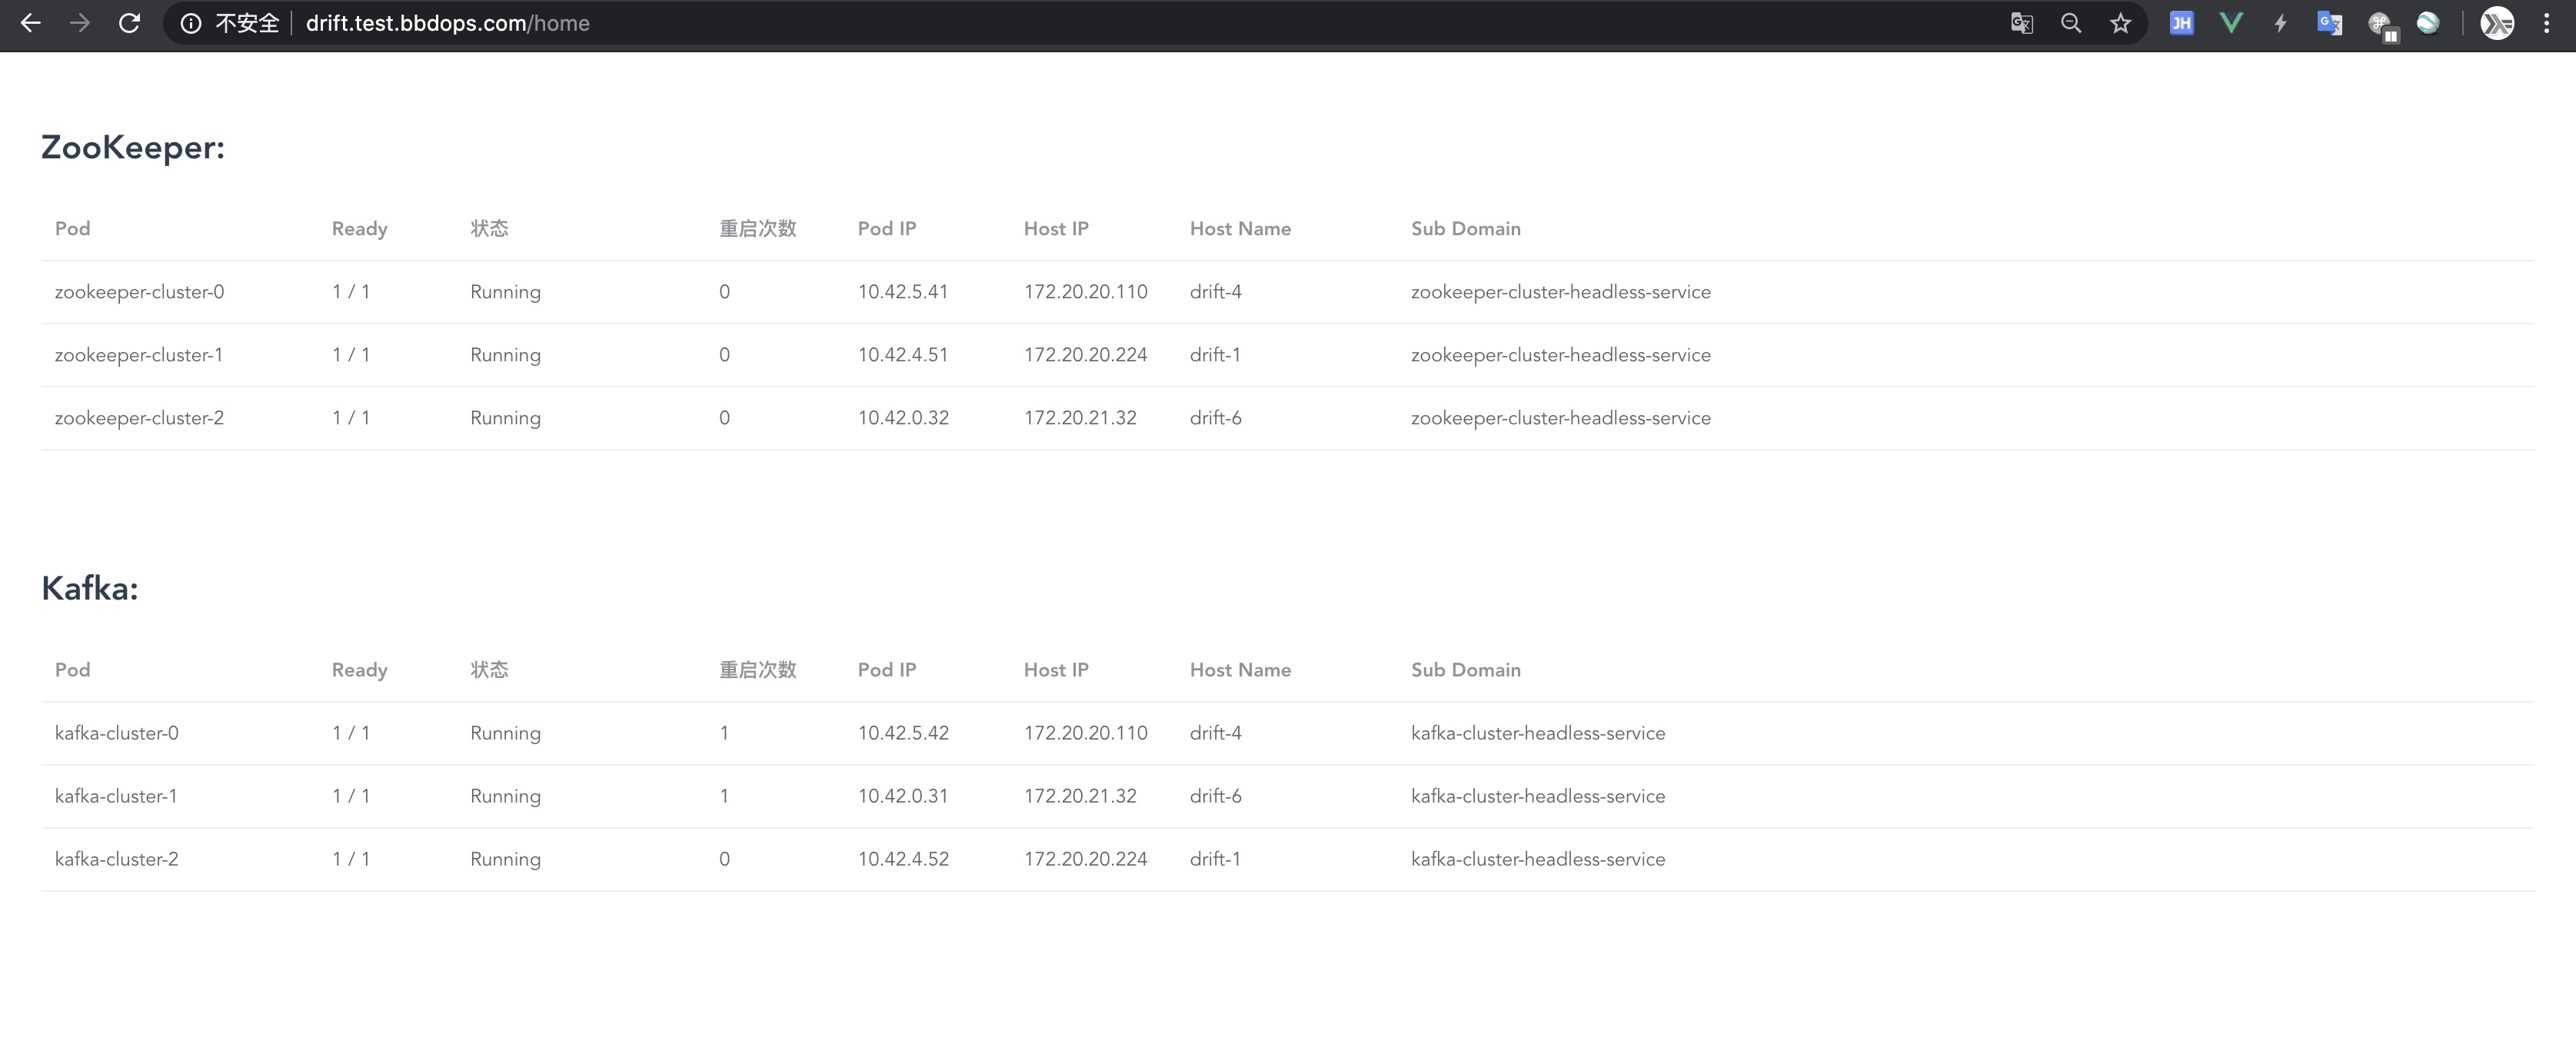 不安全 drift.test.bbdops.com/home
JH
ZooKeeper:
Pod Ready 状态 重启次数 Pod IP Host IP Host Name Sub Domain
zookeeper-cluster-0 1 / 1 Running 0 10.42.5.41 172.20.20.110 drift-4 zookeeper-cluster-headless-service
zookeeper-cluster-1 1 / 1 Running 0 10.42.4.51 172.20.20.224 drift-1 zookeeper-cluster-headless-service
zookeeper-cluster-2 1 / 1 Running 0 10.42.0.32 172.20.21.32 drift-6 zookeeper-cluster-headless-service
Kafka:
Pod Ready 状态 重启次数 Pod IP Host IP Host Name Sub Domain
kafka-cluster-0 1 / 1 Running 1 10.42.5.42 172.20.20.110 drift-4 kafka-cluster-headless-service
kafka-cluster-1 1 / 1 Running 1 10.42.0.31 172.20.21.32 drift-6 kafka-cluster-headless-service
kafka-cluster-2 1 / 1 Running 0 10.42.4.52 172.20.20.224 drift-1 kafka-cluster-headless-service